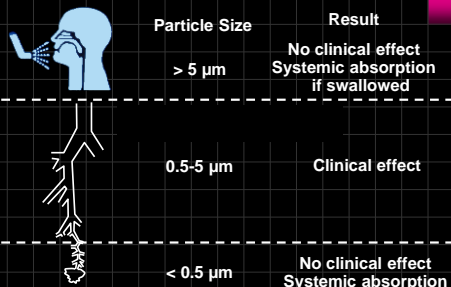 Particle Size
Result
> 5 µm
No clinical effect
Systemic absorption
if swallowed
0.5-5 µm
Clinical effect
< 0.5 µm
No clinical effect
Systemic absorption